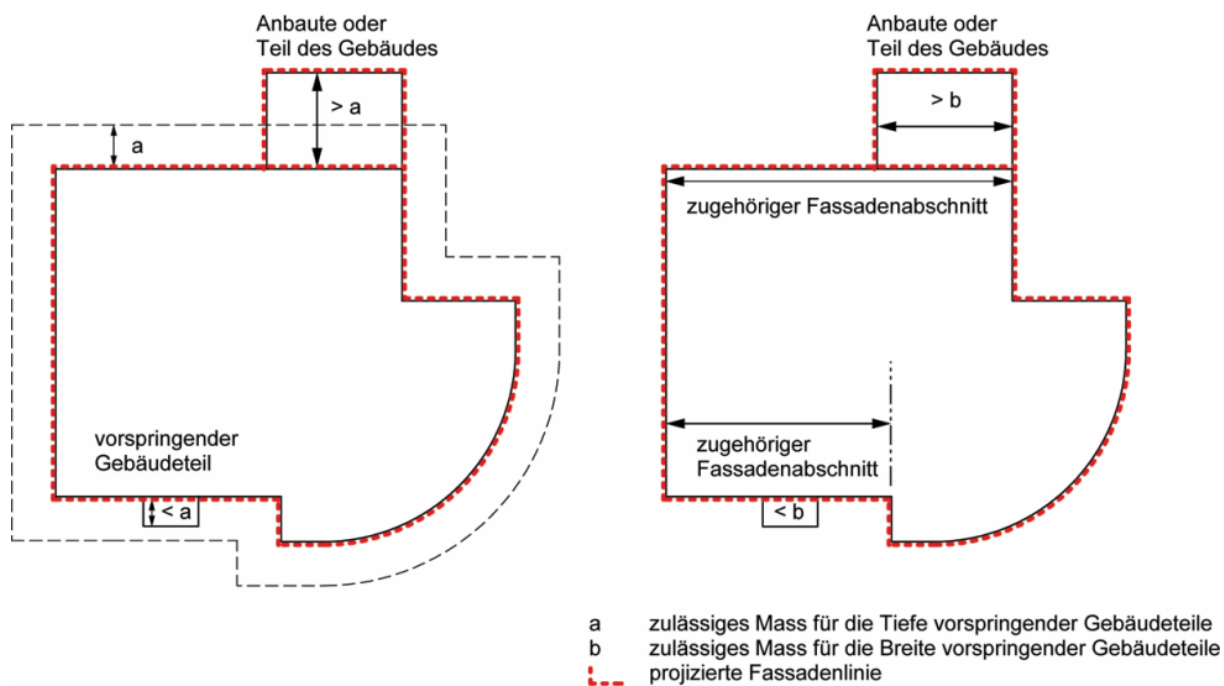 Anbaute oder
Teil des Gebäudes
> a
a
vorspringender
Gebäudeteil
< a
Anbaute oder
Teil des Gebäudes
> b
zugehöriger Fassadenabschnitt
zugehöriger
Fassadenabschnitt
< b
a zulässiges Mass für die Tiefe vorspringender Gebäudeteile
b zulässiges Mass für die Breite vorspringender Gebäudeteile
projizierte Fassadenlinie